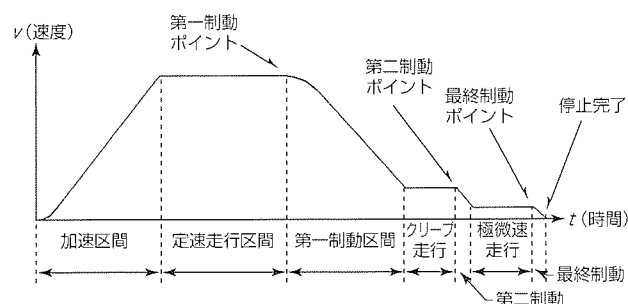 v(速度)
第一制動
ポイント
第二制動
ポイント
最終制動
ポイント
停止完了
t(時間)
加速区間
定速走行区間
第一制動区間
クリープ
走行
極微速
走行
最終制動
第二制動